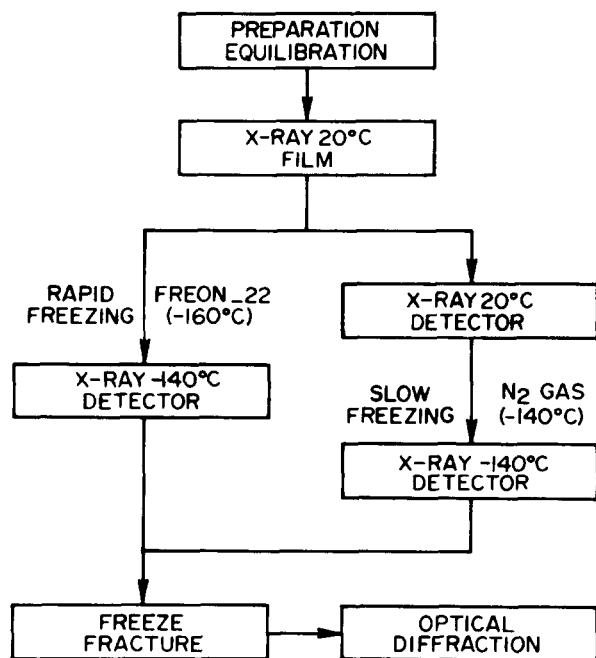 PREPARATION
EQUILIBRATION
X-RAY 20°C
FILM
RAPID
FREEZING
FREON_22
(-160°C)
X-RAY 20°C
DETECTOR
X-RAY -140°C
DETECTOR
SLOW
FREEZING
N2 GAS
(-140°C)
X-RAY -140°C
DETECTOR
FREEZE
FRACTURE
OPTICAL
DIFFRACTION